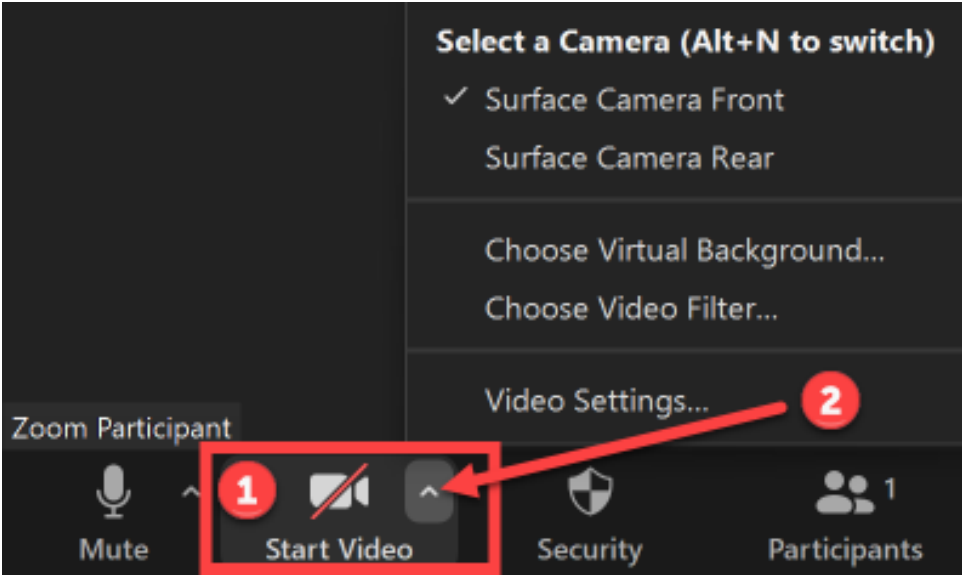 Select a Camera (Alt+N to switch)
Surface Camera Front
Surface Camera Rear
Choose Virtual Background...
Choose Video Filter...
Video Settings...
2
Zoom Participant
1
1
Mute
Start Video
Security
Participants